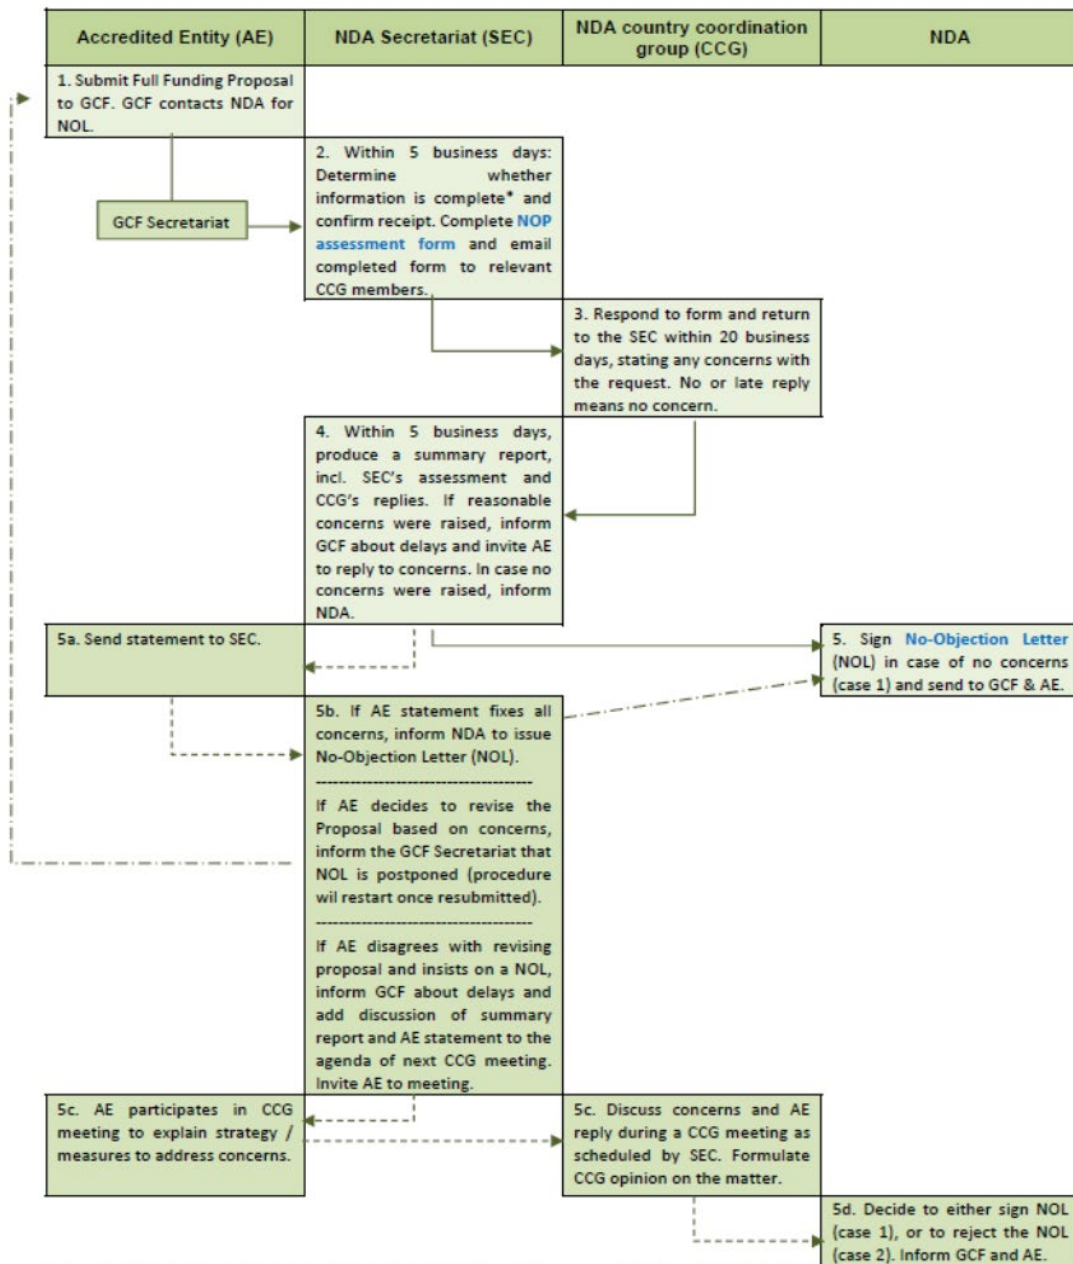 Accredited Entity (AE)
NDA Secretariat (SEC)
NDA country coordination
group (CCG)
NDA
1. Submit Full Funding Proposal
to GCF. GCF contacts NDA for
NOL.
GCF Secretariat
2. Within 5 business days:
Determine whether
information is complete* and
confirm receipt. Complete NOP
assessment form and email
completed form to relevant
CCG members.
3. Respond to form and return
to the SEC within 20 business
days, stating any concerns with
the request. No or late reply
means no concern.
4. Within 5 business days,
produce a summary report,
incl. SEC's assessment and
CCG's replies. If reasonable
concerns were raised, inform
GCF about delays and invite AE
to reply to concerns. In case no
concerns were raised, inform
NDA.
5a. Send statement to SEC.
5. Sign No-Objection Letter
(NOL) in case of no concerns
(case 1) and send to GCF & AE.
5b. If AE statement fixes all
concerns, inform NDA to issue
No-Objection Letter (NOL).
If AE decides to revise the
Proposal based on concerns,
inform the GCF Secretariat that
NOL is postponed (procedure
wil restart once resubmitted).
If AE disagrees with revising
proposal and insists on a NOL,
inform GCF about delays and
add discussion of summary
report and AE statement to the
agenda of next CCG meeting.
Invite AE to meeting.
5c. AE participates in CCG
meeting to explain strategy /
measures to address concerns.
5c. Discuss concerns and AE
reply during a CCG meeting as
scheduled by SEC. Formulate
CCG opinion on the matter.
5d. Decide to either sign NOL
(case 1), or to reject the NOL
(case 2). Inform GCF and AE.